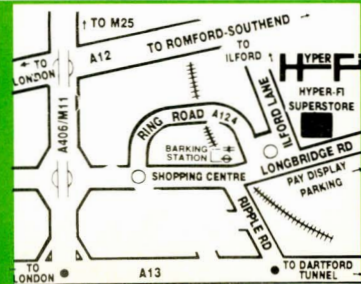 ↑ TO M25
TO ROMFORD-SOUTHEND →
← TO LONDON
A12
TO ILFORD ↑
HYPER Fi
HYPER-FI SUPERSTORE
A406/M11
RING ROAD A124
ILFORD LANE
BARKING STATION
LONGBRIDGE RD
SHOPPING CENTRE
PAY DISPLAY PARKING
RIPPLE RD
TO LONDON
A13
TO DARTFORD TUNNEL →